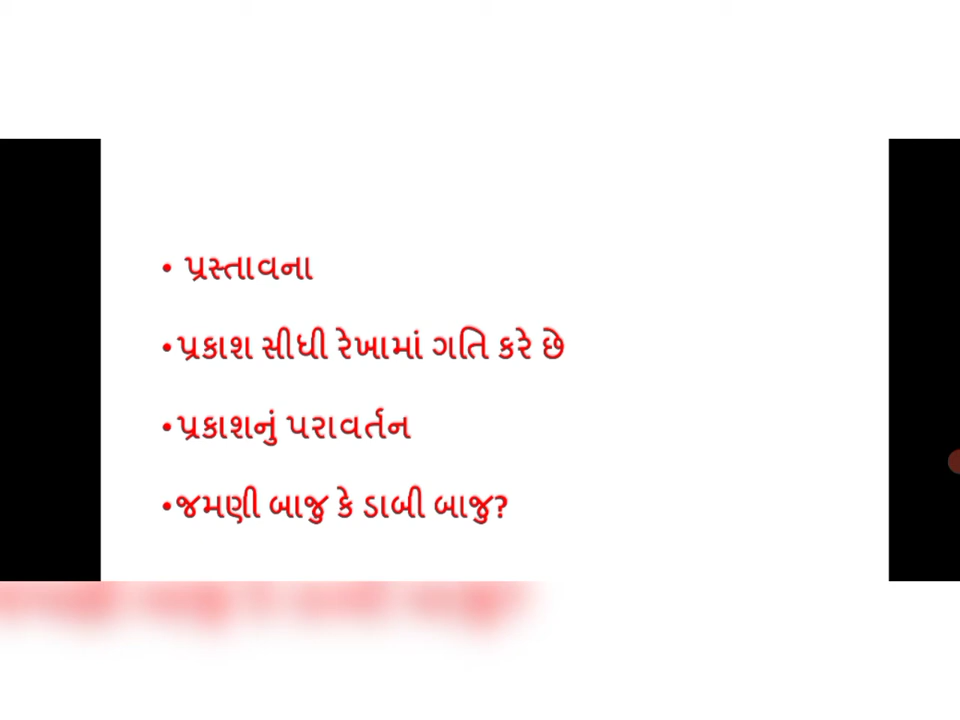 • પ્રસ્તાવના
• પ્રકાશ સીધી રેખામાં ગતિ કરે છે
• પ્રકાશનું પરાવર્તન
• જમણી બાજુ કે ડાબી બાજુ?